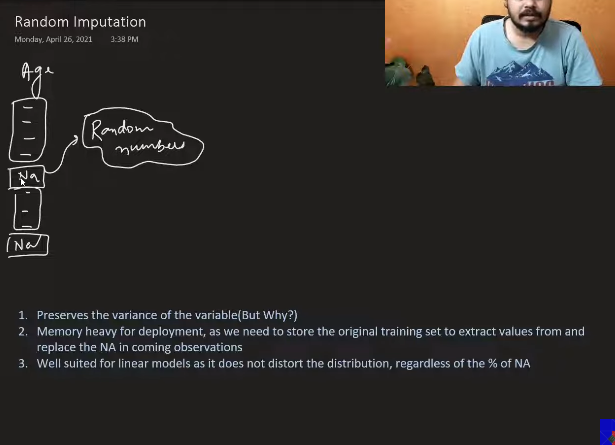 Random Imputation
Monday, April 26, 2021 3:38 PM
Age
Random
number
Na
Na
1. Preserves the variance of the variable(But Why?)
2. Memory heavy for deployment, as we need to store the original training set to extract values from and
replace the NA in coming observations
3. Well suited for linear models as it does not distort the distribution, regardless of the % of NA